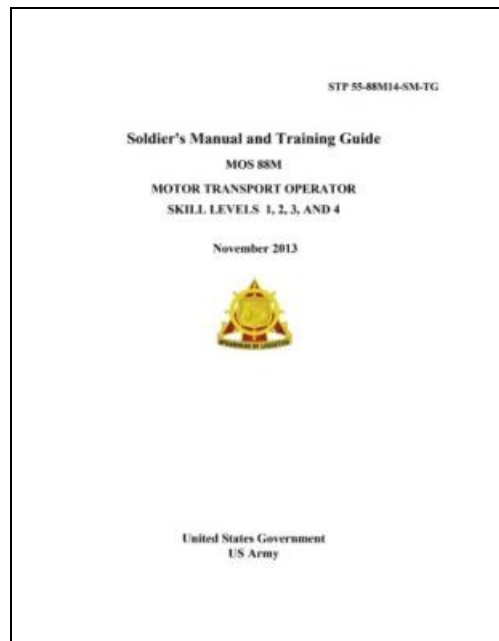 STP 55-88M14-SM-TG
Soldier's Manual and Training Guide
MOS 88M
MOTOR TRANSPORT OPERATOR
SKILL LEVELS 1, 2, 3, AND 4
November 2013
United States Government
US Army